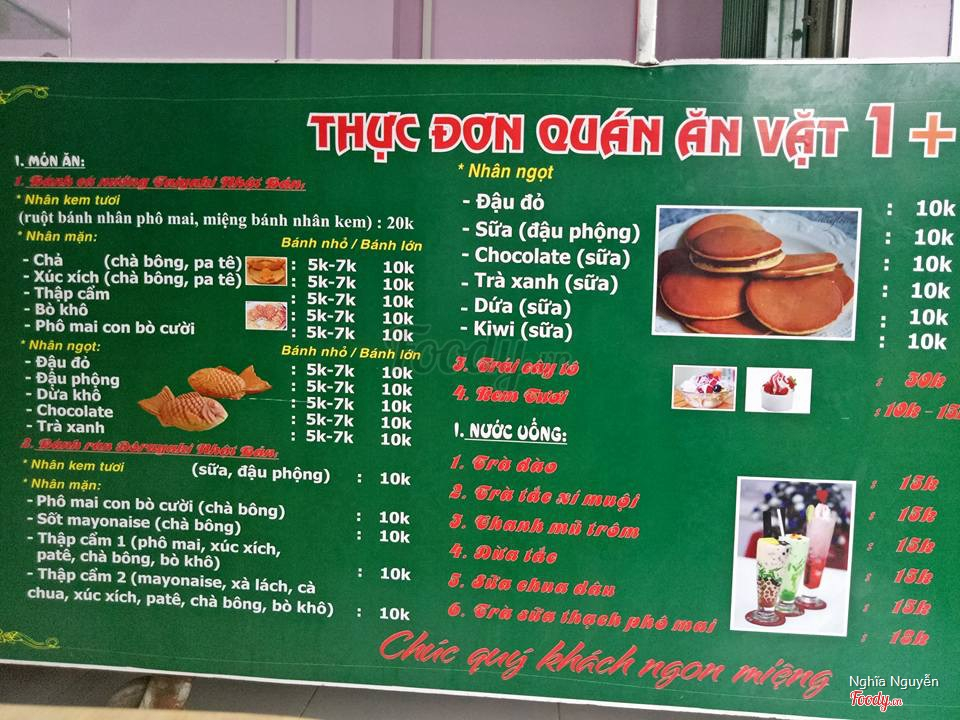 THỰC ĐƠN QUÁN ĂN VẶT 1+
1. MÓN ĂN:
1. Bánh cá nướng Taiyaki Nhật Bản:
* Nhân kem tươi
(ruột bánh nhân phô mai, miệng bánh nhân kem) : 20k
* Nhân mặn: Bánh nhỏ / Bánh lớn
- Chà (chà bông, pa tê) : 5k-7k 10k
- Xúc xích (chà bông, pa tê) : 5k-7k 10k
- Thập cẩm : 5k-7k 10k
- Bò khô : 5k-7k 10k
- Phô mai con bò cười : 5k-7k 10k
* Nhân ngọt: Bánh nhỏ / Bánh lớn
- Đậu đỏ : 5k-7k 10k
- Đậu phộng : 5k-7k 10k
- Dừa khô : 5k-7k 10k
- Chocolate : 5k-7k 10k
- Trà xanh : 5k-7k 10k
2. Bánh rán Dorayaki Nhật Bản:
* Nhân kem tươi (sữa, đậu phộng) : 10k
* Nhân mặn:
- Phô mai con bò cười (chà bông) : 10k
- Sốt mayonaise (chà bông) : 10k
- Thập cẩm 1 (phô mai, xúc xích,
patê, chà bông, bò khô) : 10k
- Thập cẩm 2 (mayonaise, xà lách, cà
chua, xúc xích, patê, chà bông, bò khô) : 10k
* Nhân ngọt
- Đậu đỏ : 10k
- Sữa (đậu phộng) : 10k
- Chocolate (sữa) : 10k
- Trà xanh (sữa) : 10k
- Dứa (sữa) : 10k
- Kiwi (sữa) : 10k
3. Trái cây tô : 30k
4. Kem Tươi : 10k - 15k
1. NƯỚC UỐNG:
1. Trà đào : 15k
2. Trà tắc xí muội : 15k
3. Chanh mủ trôm : 15k
4. Dừa tắc : 15k
5. Sữa chua dâu : 15k
6. Trà sữa thạch phô mai : 18k
Chúc quý khách ngon miệng
Foody.vn
Nghĩa Nguyễn
Foody.vn